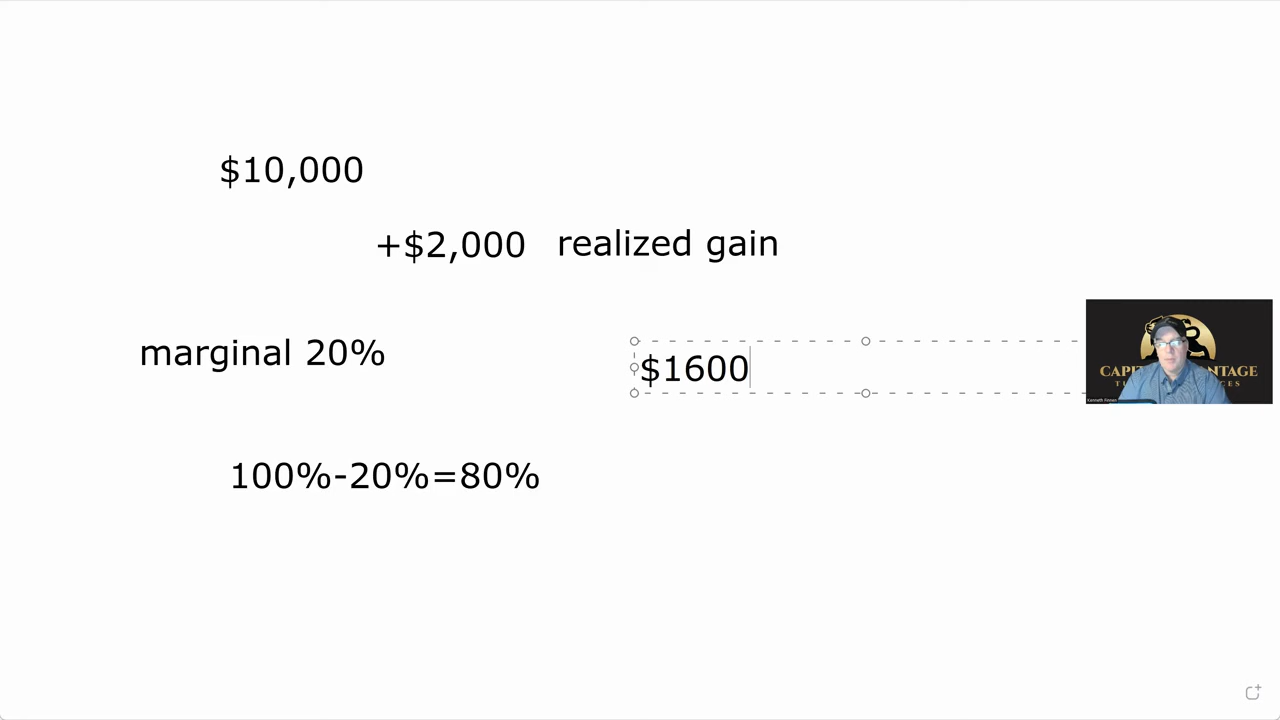 $10,000
+$2,000 realized gain
marginal 20%
$1600
100%-20%=80%